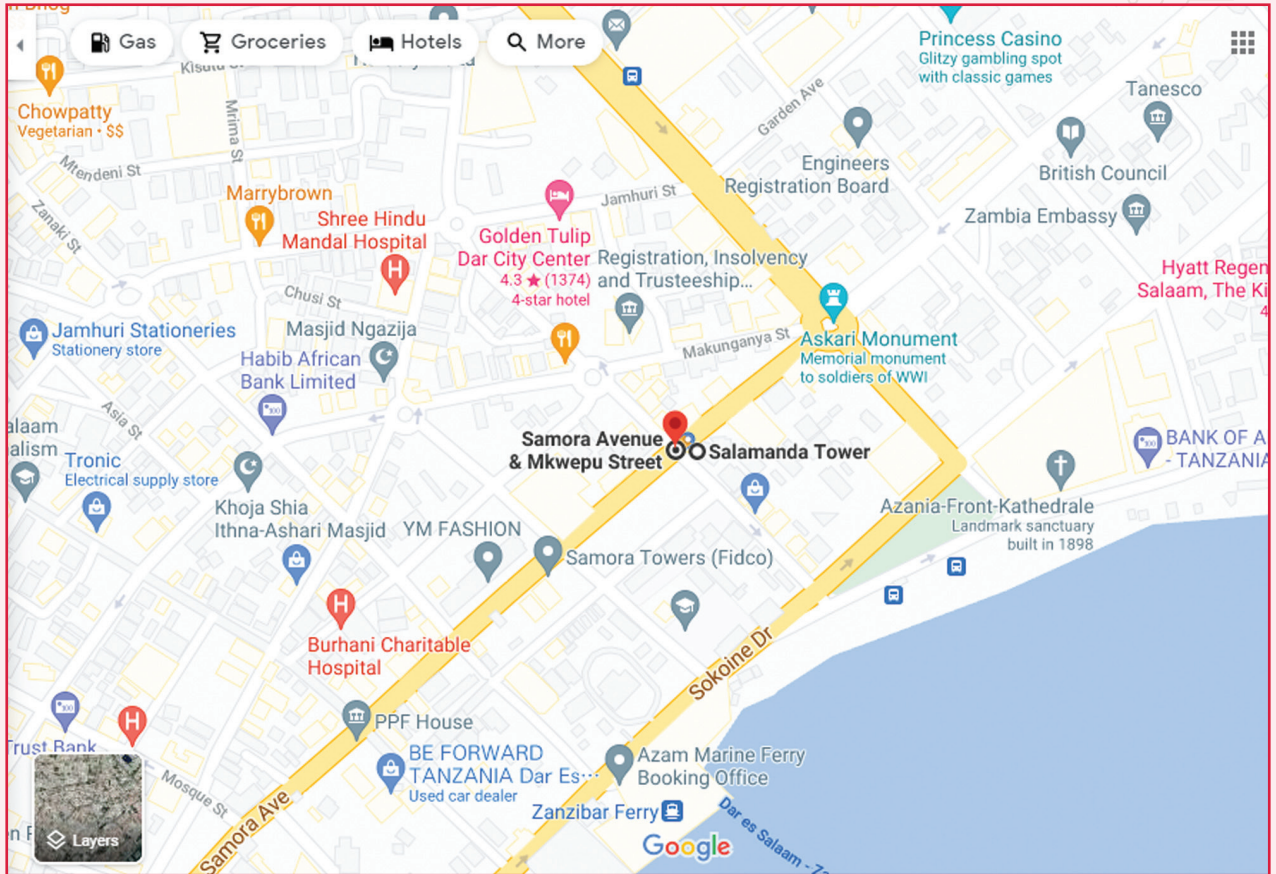 Gas
Groceries
Hotels
More
Princess Casino
Glitzy gambling spot
with classic games
Tanesco
Kisutu
Garden Ave
Chowpatty
Vegetarian • $$
Mrima St
Engineers
Registration Board
British Council
Mtendeni St
Marrybrown
Jamhuri St
Zambia Embassy
Zanaki St
Shree Hindu
Mandal Hospital
Golden Tulip
Dar City Center
4.3 ★ (1374)
4-star hotel
Registration, Insolvency
and Trusteeship...
Hyatt Regen
Salaam, The Ki
4
Chusi St
Jamhuri Stationeries
Stationery store
Masjid Ngazija
Makunganya St
Askari Monument
Memorial monument
to soldiers of WWI
Habib African
Bank Limited
Asia St
alaam
alism
Samora Avenue
& Mkwepu Street
Salamanda Tower
BANK OF A
- TANZANIA
Tronic
Electrical supply store
Khoja Shia
Ithna-Ashari Masjid
YM FASHION
Azania-Front-Kathedrale
Landmark sanctuary
built in 1898
Samora Towers (Fidco)
Burhani Charitable
Hospital
Sokoine Dr
PPF House
Trust Bank
BE FORWARD
TANZANIA Dar Es...
Used car dealer
Azam Marine Ferry
Booking Office
Mosque St
Zanzibar Ferry
Samora Ave
Layers
Google
Dar es Salaam - Za